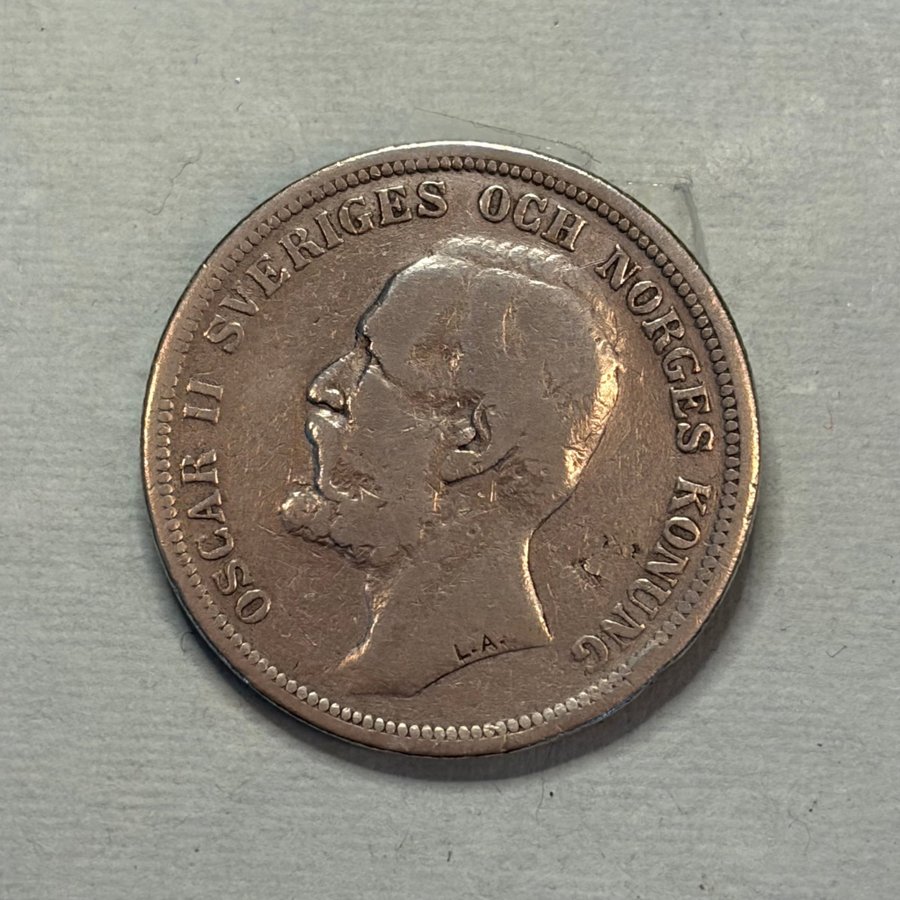 OSCAR II SVERIGES OCH NORGES KONUNG
L.A.